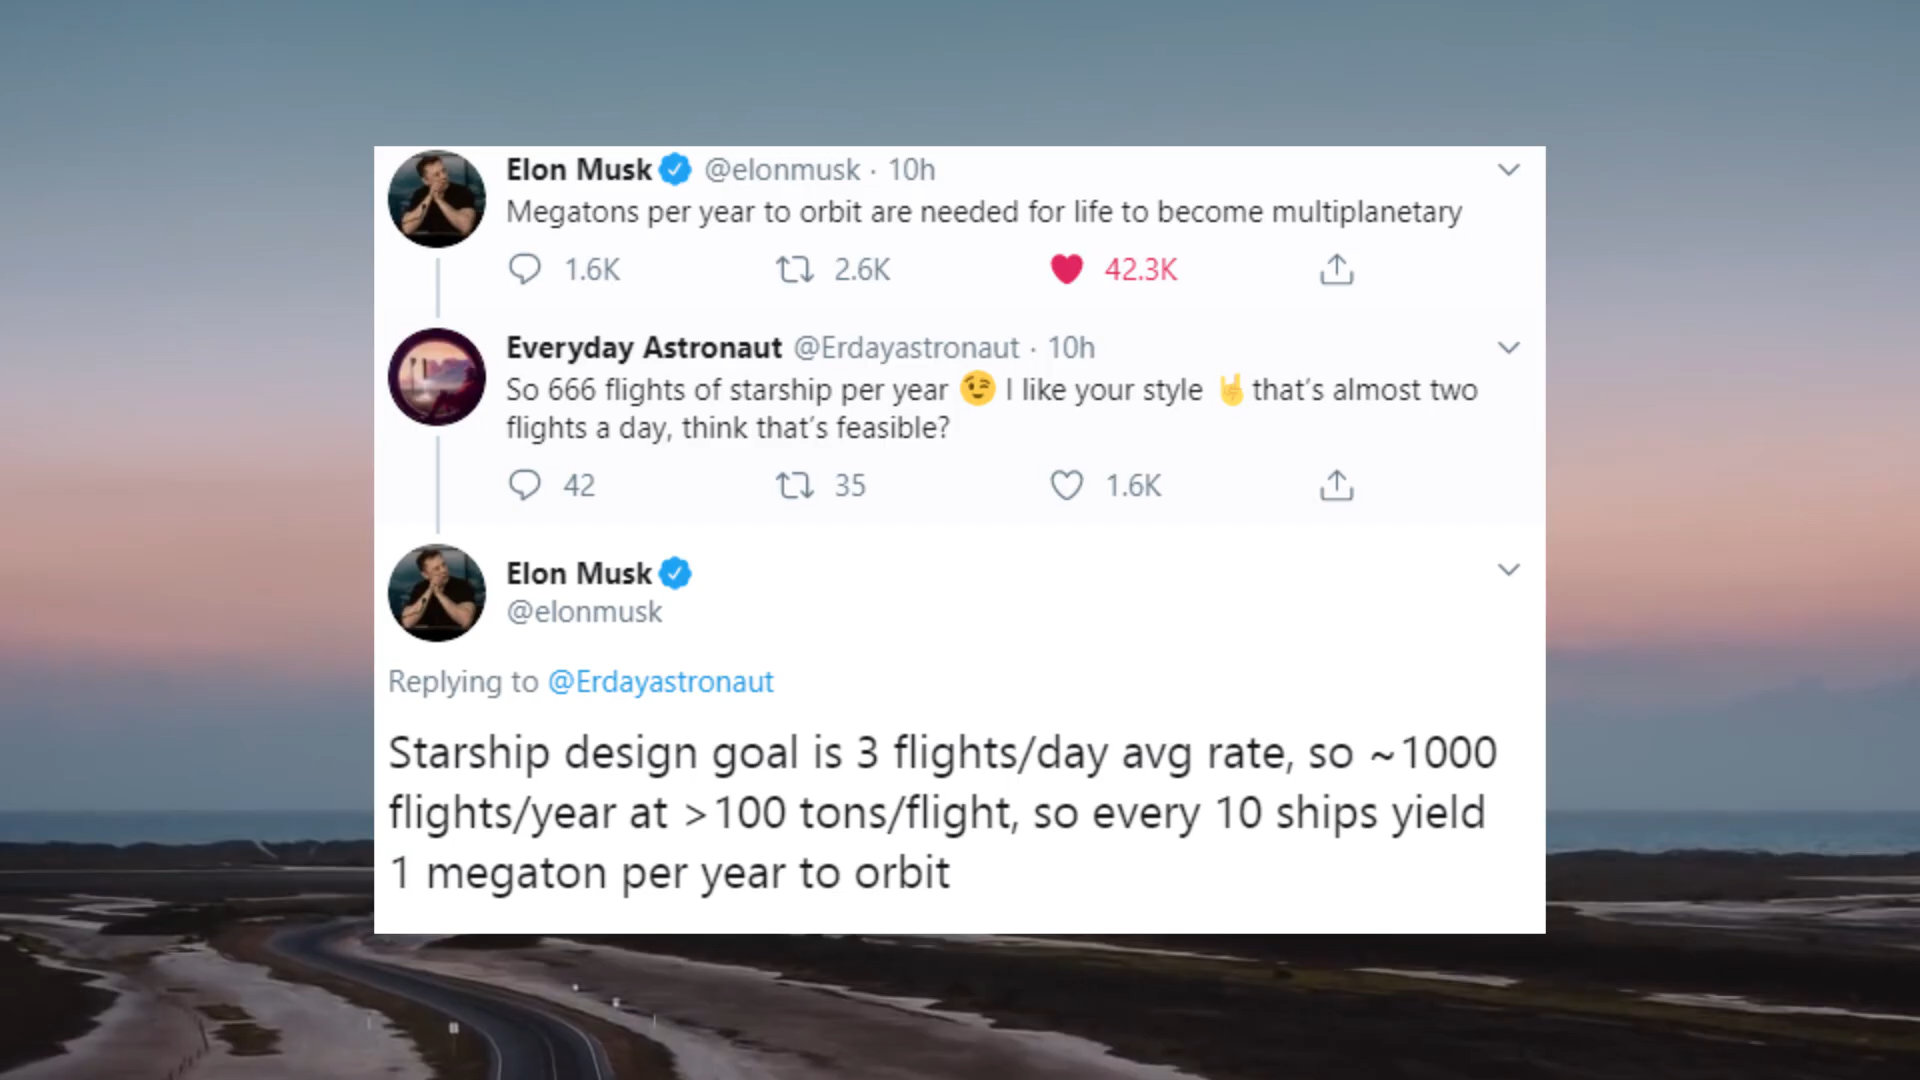 Elon Musk @elonmusk · 10h
Megatons per year to orbit are needed for life to become multiplanetary
1.6K 2.6K 42.3K
Everyday Astronaut @Erdayastronaut · 10h
So 666 flights of starship per year 😉 I like your style 🤘 that's almost two
flights a day, think that's feasible?
42 35 1.6K
Elon Musk
@elonmusk
Replying to @Erdayastronaut
Starship design goal is 3 flights/day avg rate, so ~1000
flights/year at >100 tons/flight, so every 10 ships yield
1 megaton per year to orbit